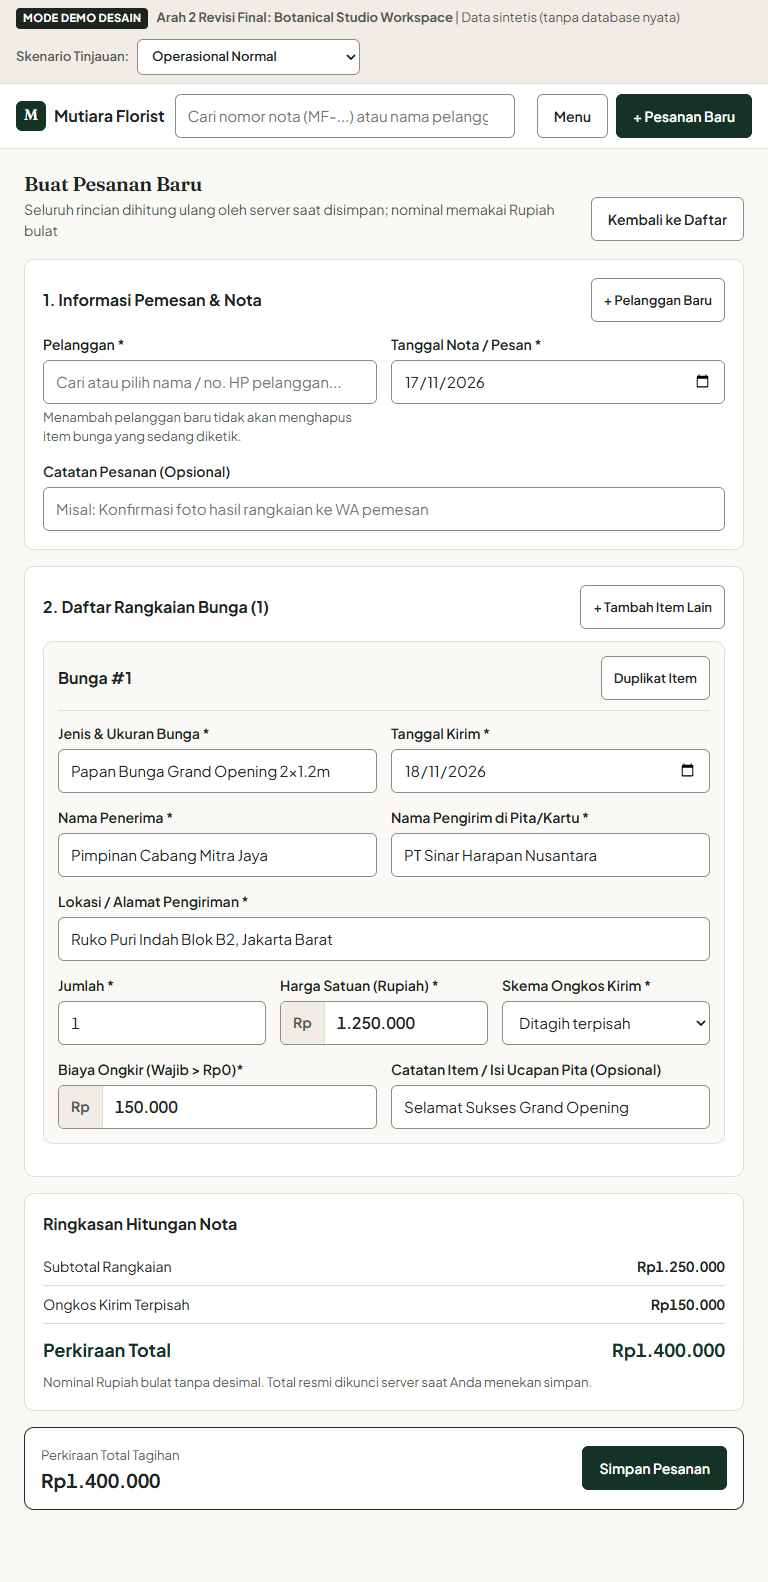 MODE DEMO DESAIN Arah 2 Revisi Final: Botanical Studio Workspace | Data sintetis (tanpa database nyata)
Skenario Tinjauan: Operasional Normal
M Mutiara Florist Cari nomor nota (MF-...) atau nama pelangg Menu + Pesanan Baru
Buat Pesanan Baru
Seluruh rincian dihitung ulang oleh server saat disimpan; nominal memakai Rupiah
bulat
Kembali ke Daftar
1. Informasi Pemesan & Nota + Pelanggan Baru
Pelanggan * Tanggal Nota / Pesan *
Cari atau pilih nama / no. HP pelanggan... 17/11/2026
Menambah pelanggan baru tidak akan menghapus
item bunga yang sedang diketik.
Catatan Pesanan (Opsional)
Misal: Konfirmasi foto hasil rangkaian ke WA pemesan
2. Daftar Rangkaian Bunga (1) + Tambah Item Lain
Bunga #1 Duplikat Item
Jenis & Ukuran Bunga * Tanggal Kirim *
Papan Bunga Grand Opening 2×1.2m 18/11/2026
Nama Penerima * Nama Pengirim di Pita/Kartu *
Pimpinan Cabang Mitra Jaya PT Sinar Harapan Nusantara
Lokasi / Alamat Pengiriman *
Ruko Puri Indah Blok B2, Jakarta Barat
Jumlah * Harga Satuan (Rupiah) * Skema Ongkos Kirim *
1 Rp 1.250.000 Ditagih terpisah
Biaya Ongkir (Wajib > Rp0)* Catatan Item / Isi Ucapan Pita (Opsional)
Rp 150.000 Selamat Sukses Grand Opening
Ringkasan Hitungan Nota
Subtotal Rangkaian Rp1.250.000
Ongkos Kirim Terpisah Rp150.000
Perkiraan Total Rp1.400.000
Nominal Rupiah bulat tanpa desimal. Total resmi dikunci server saat Anda menekan simpan.
Perkiraan Total Tagihan
Rp1.400.000
Simpan Pesanan